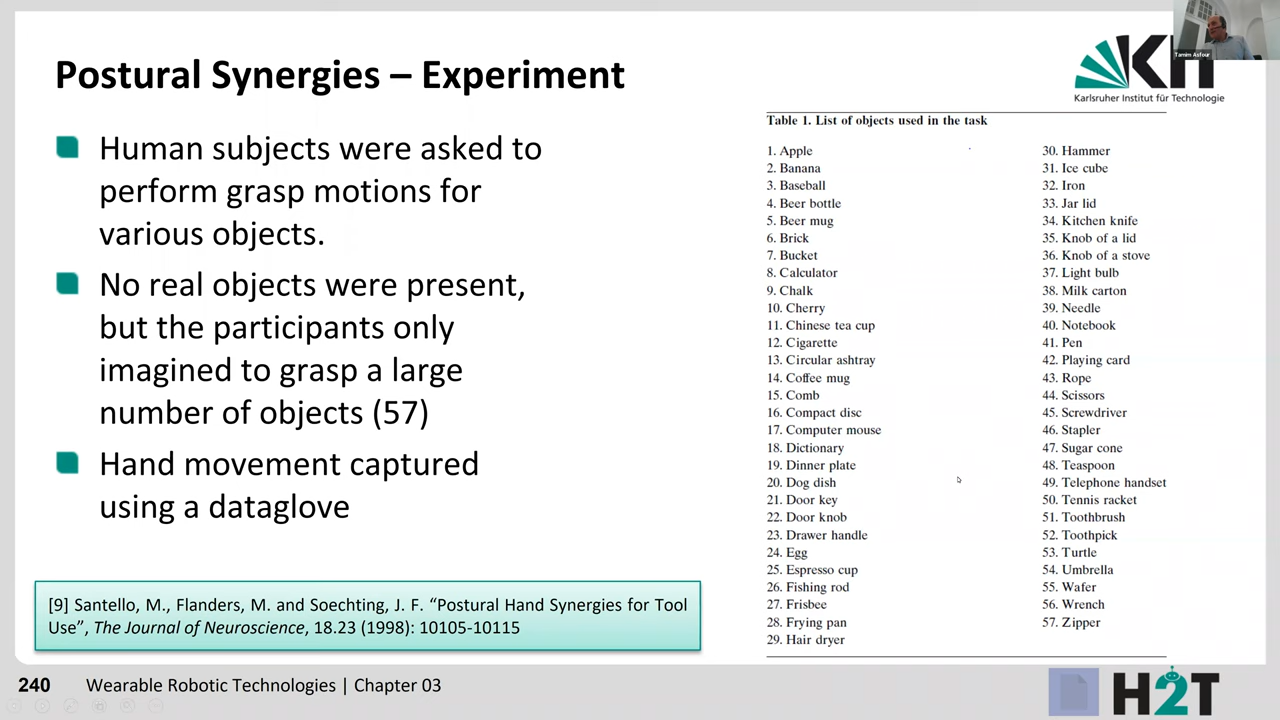 Postural Synergies – Experiment
Human subjects were asked to
perform grasp motions for
various objects.
No real objects were present,
but the participants only
imagined to grasp a large
number of objects (57)
Hand movement captured
using a dataglove
[9] Santello, M., Flanders, M. and Soechting, J. F. “Postural Hand Synergies for Tool
Use”, The Journal of Neuroscience, 18.23 (1998): 10105-10115
Tamim Asfour
KIT
Karlsruher Institut für Technologie
Table 1. List of objects used in the task
1. Apple
2. Banana
3. Baseball
4. Beer bottle
5. Beer mug
6. Brick
7. Bucket
8. Calculator
9. Chalk
10. Cherry
11. Chinese tea cup
12. Cigarette
13. Circular ashtray
14. Coffee mug
15. Comb
16. Compact disc
17. Computer mouse
18. Dictionary
19. Dinner plate
20. Dog dish
21. Door key
22. Door knob
23. Drawer handle
24. Egg
25. Espresso cup
26. Fishing rod
27. Frisbee
28. Frying pan
29. Hair dryer
30. Hammer
31. Ice cube
32. Iron
33. Jar lid
34. Kitchen knife
35. Knob of a lid
36. Knob of a stove
37. Light bulb
38. Milk carton
39. Needle
40. Notebook
41. Pen
42. Playing card
43. Rope
44. Scissors
45. Screwdriver
46. Stapler
47. Sugar cone
48. Teaspoon
49. Telephone handset
50. Tennis racket
51. Toothbrush
52. Toothpick
53. Turtle
54. Umbrella
55. Wafer
56. Wrench
57. Zipper
240 Wearable Robotic Technologies | Chapter 03
H2T